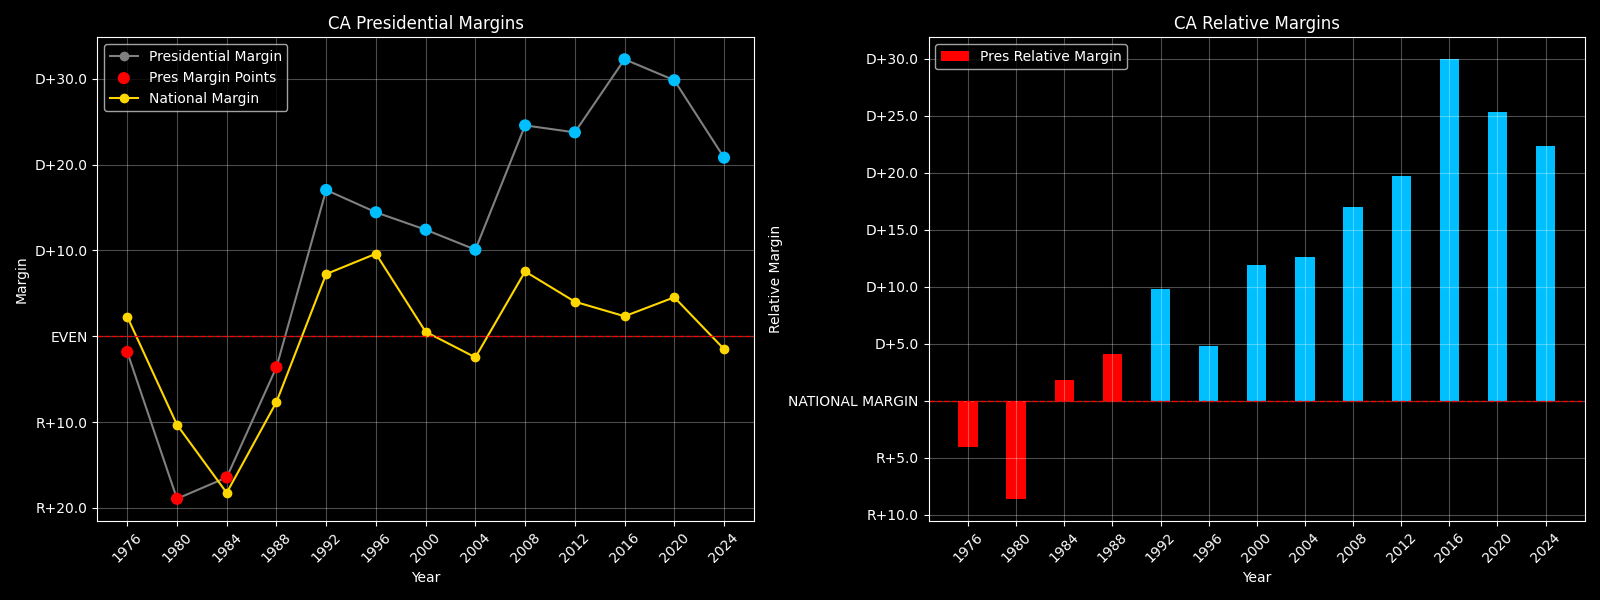 CA Presidential Margins
Presidential Margin
Pres Margin Points
National Margin
D+30.0
D+20.0
D+10.0
EVEN
R+10.0
R+20.0
Margin
1976 1980 1984 1988 1992 1996 2000 2004 2008 2012 2016 2020 2024
Year
CA Relative Margins
Pres Relative Margin
D+30.0
D+25.0
D+20.0
D+15.0
D+10.0
D+5.0
NATIONAL MARGIN
R+5.0
R+10.0
Relative Margin
1976 1980 1984 1988 1992 1996 2000 2004 2008 2012 2016 2020 2024
Year